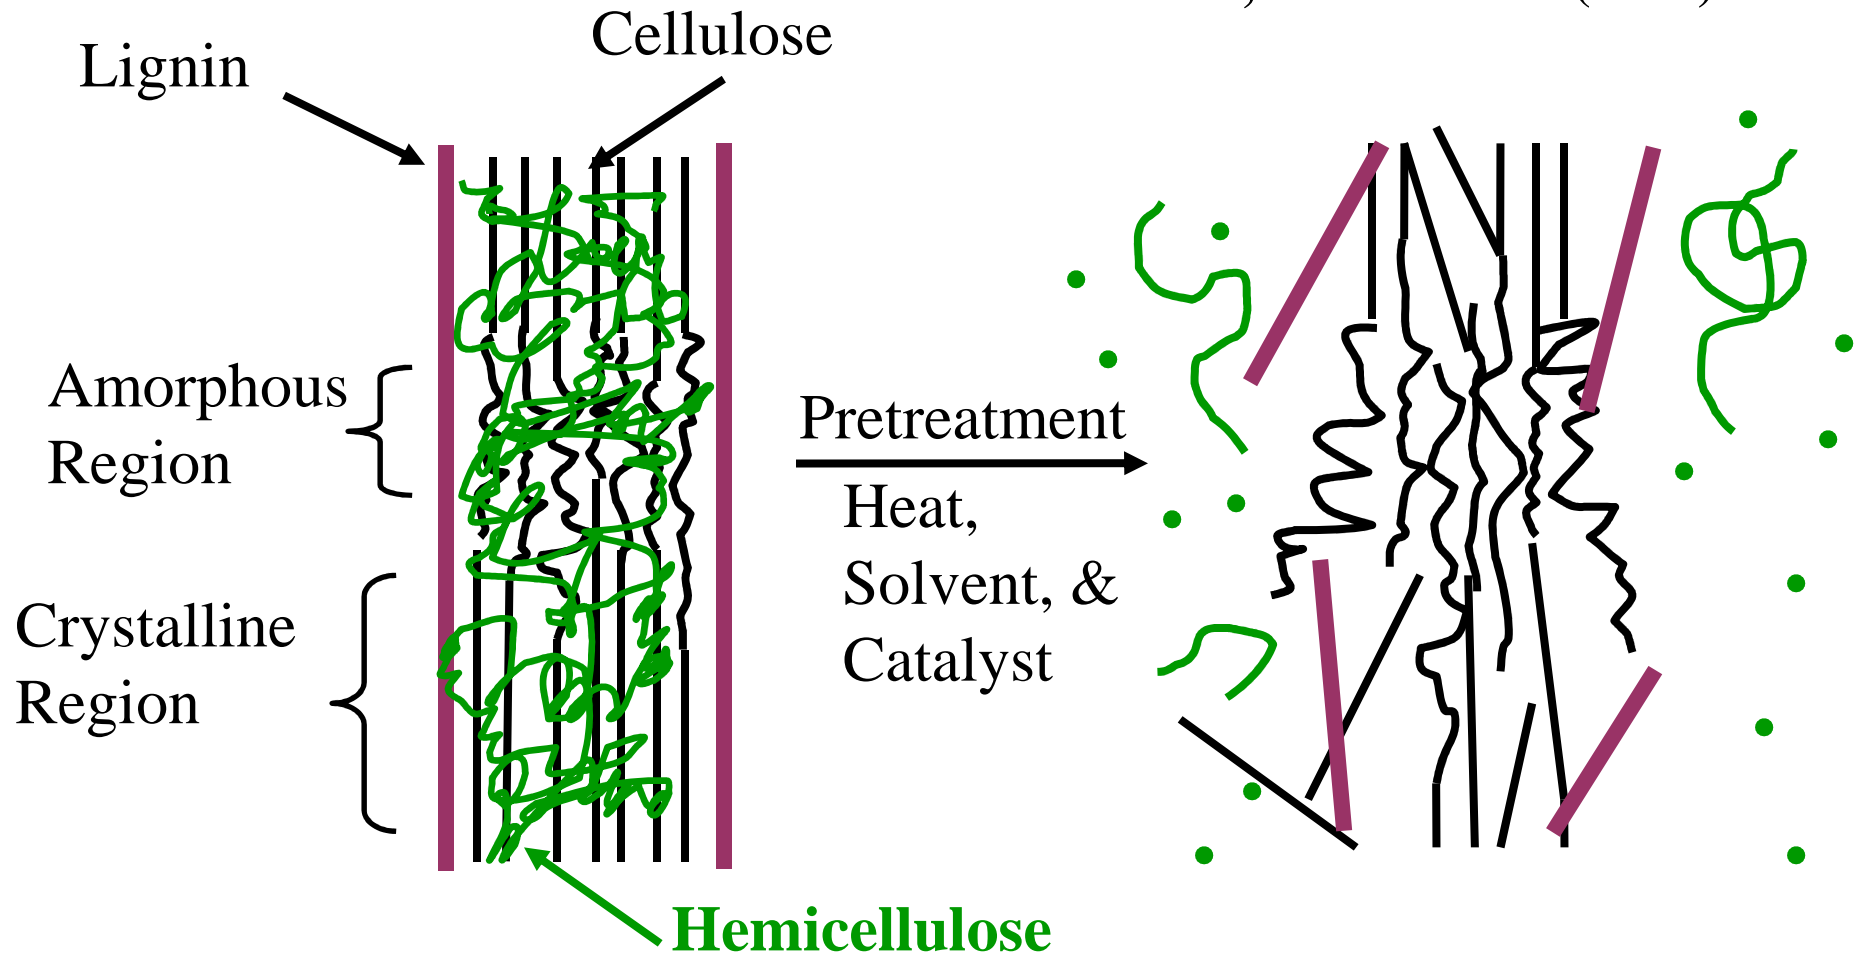 Cellulose
Lignin
Amorphous
Region
Pretreatment
Heat,
Solvent, &
Catalyst
Crystalline
Region
Hemicellulose